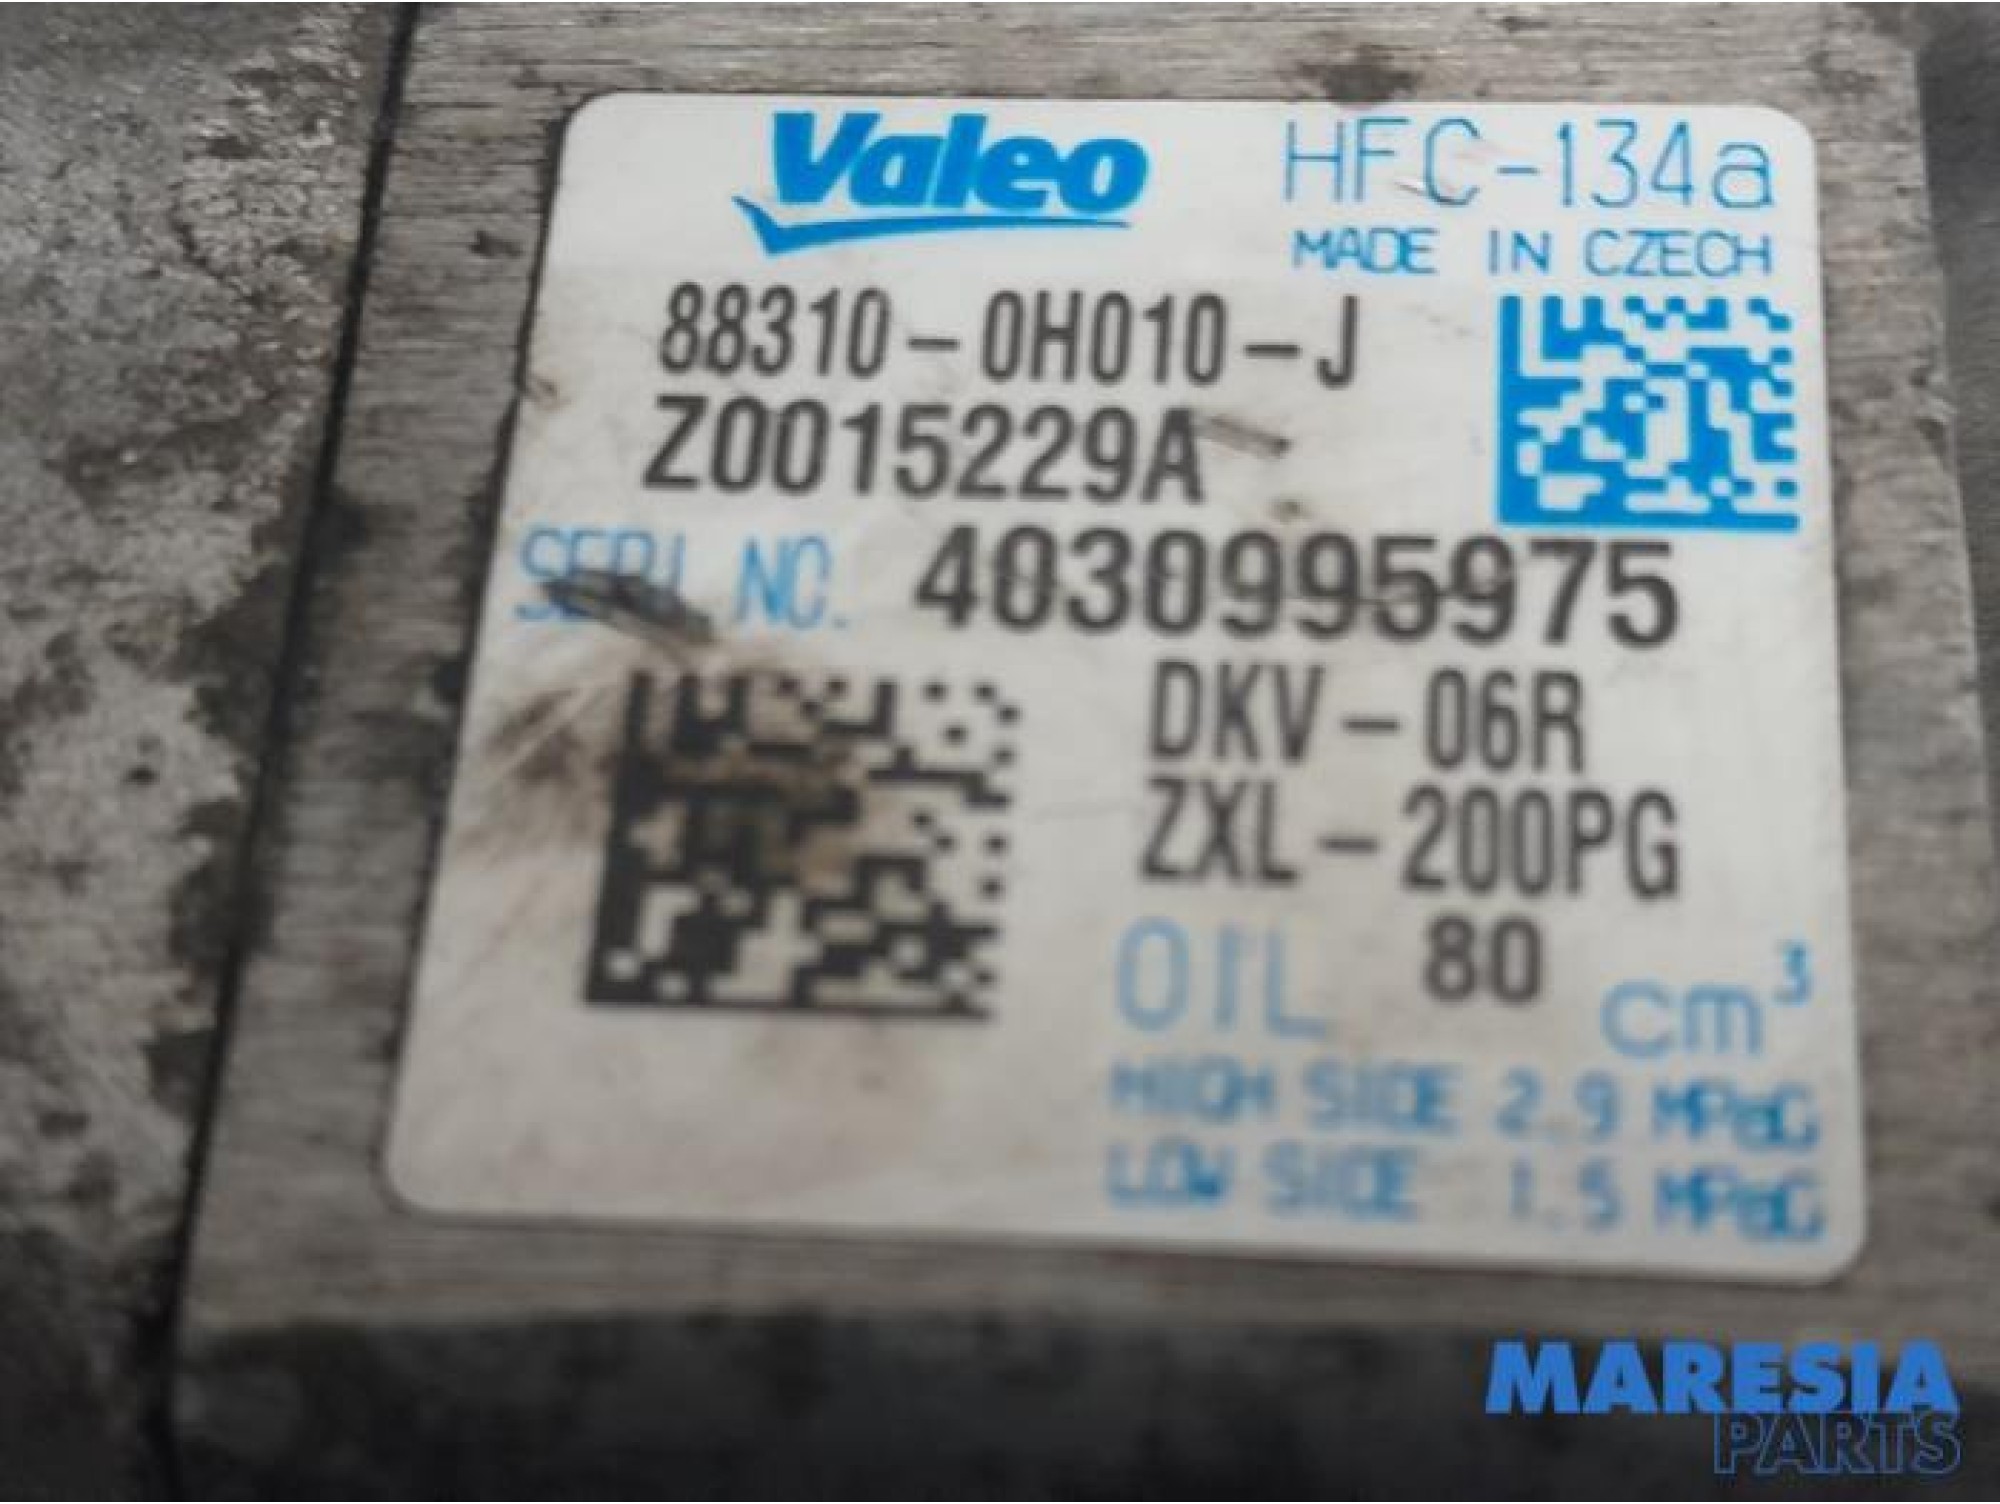 Valeo HFC-134a
MADE IN CZECH
88310-0H010-J
Z0015229A
SERI NO. 4030995975
DKV-06R
ZXL-200PG
OIL 80 cm³
HIGH SIDE 2.9 MPaG
LOW SIDE 1.5 MPaG
MARESIA
PARTS